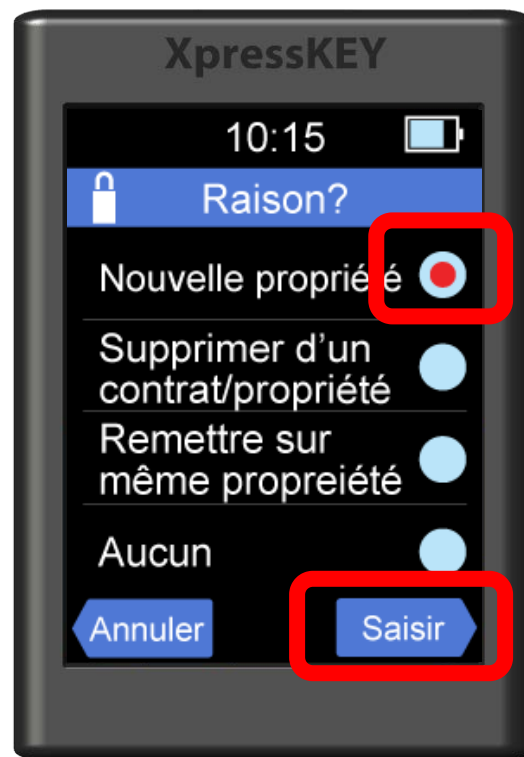 XpressKEY
10:15
Raison?
Nouvelle propriété
Supprimer d'un
contrat/propriété
Remettre sur
même propreiété
Aucun
Annuler
Saisir